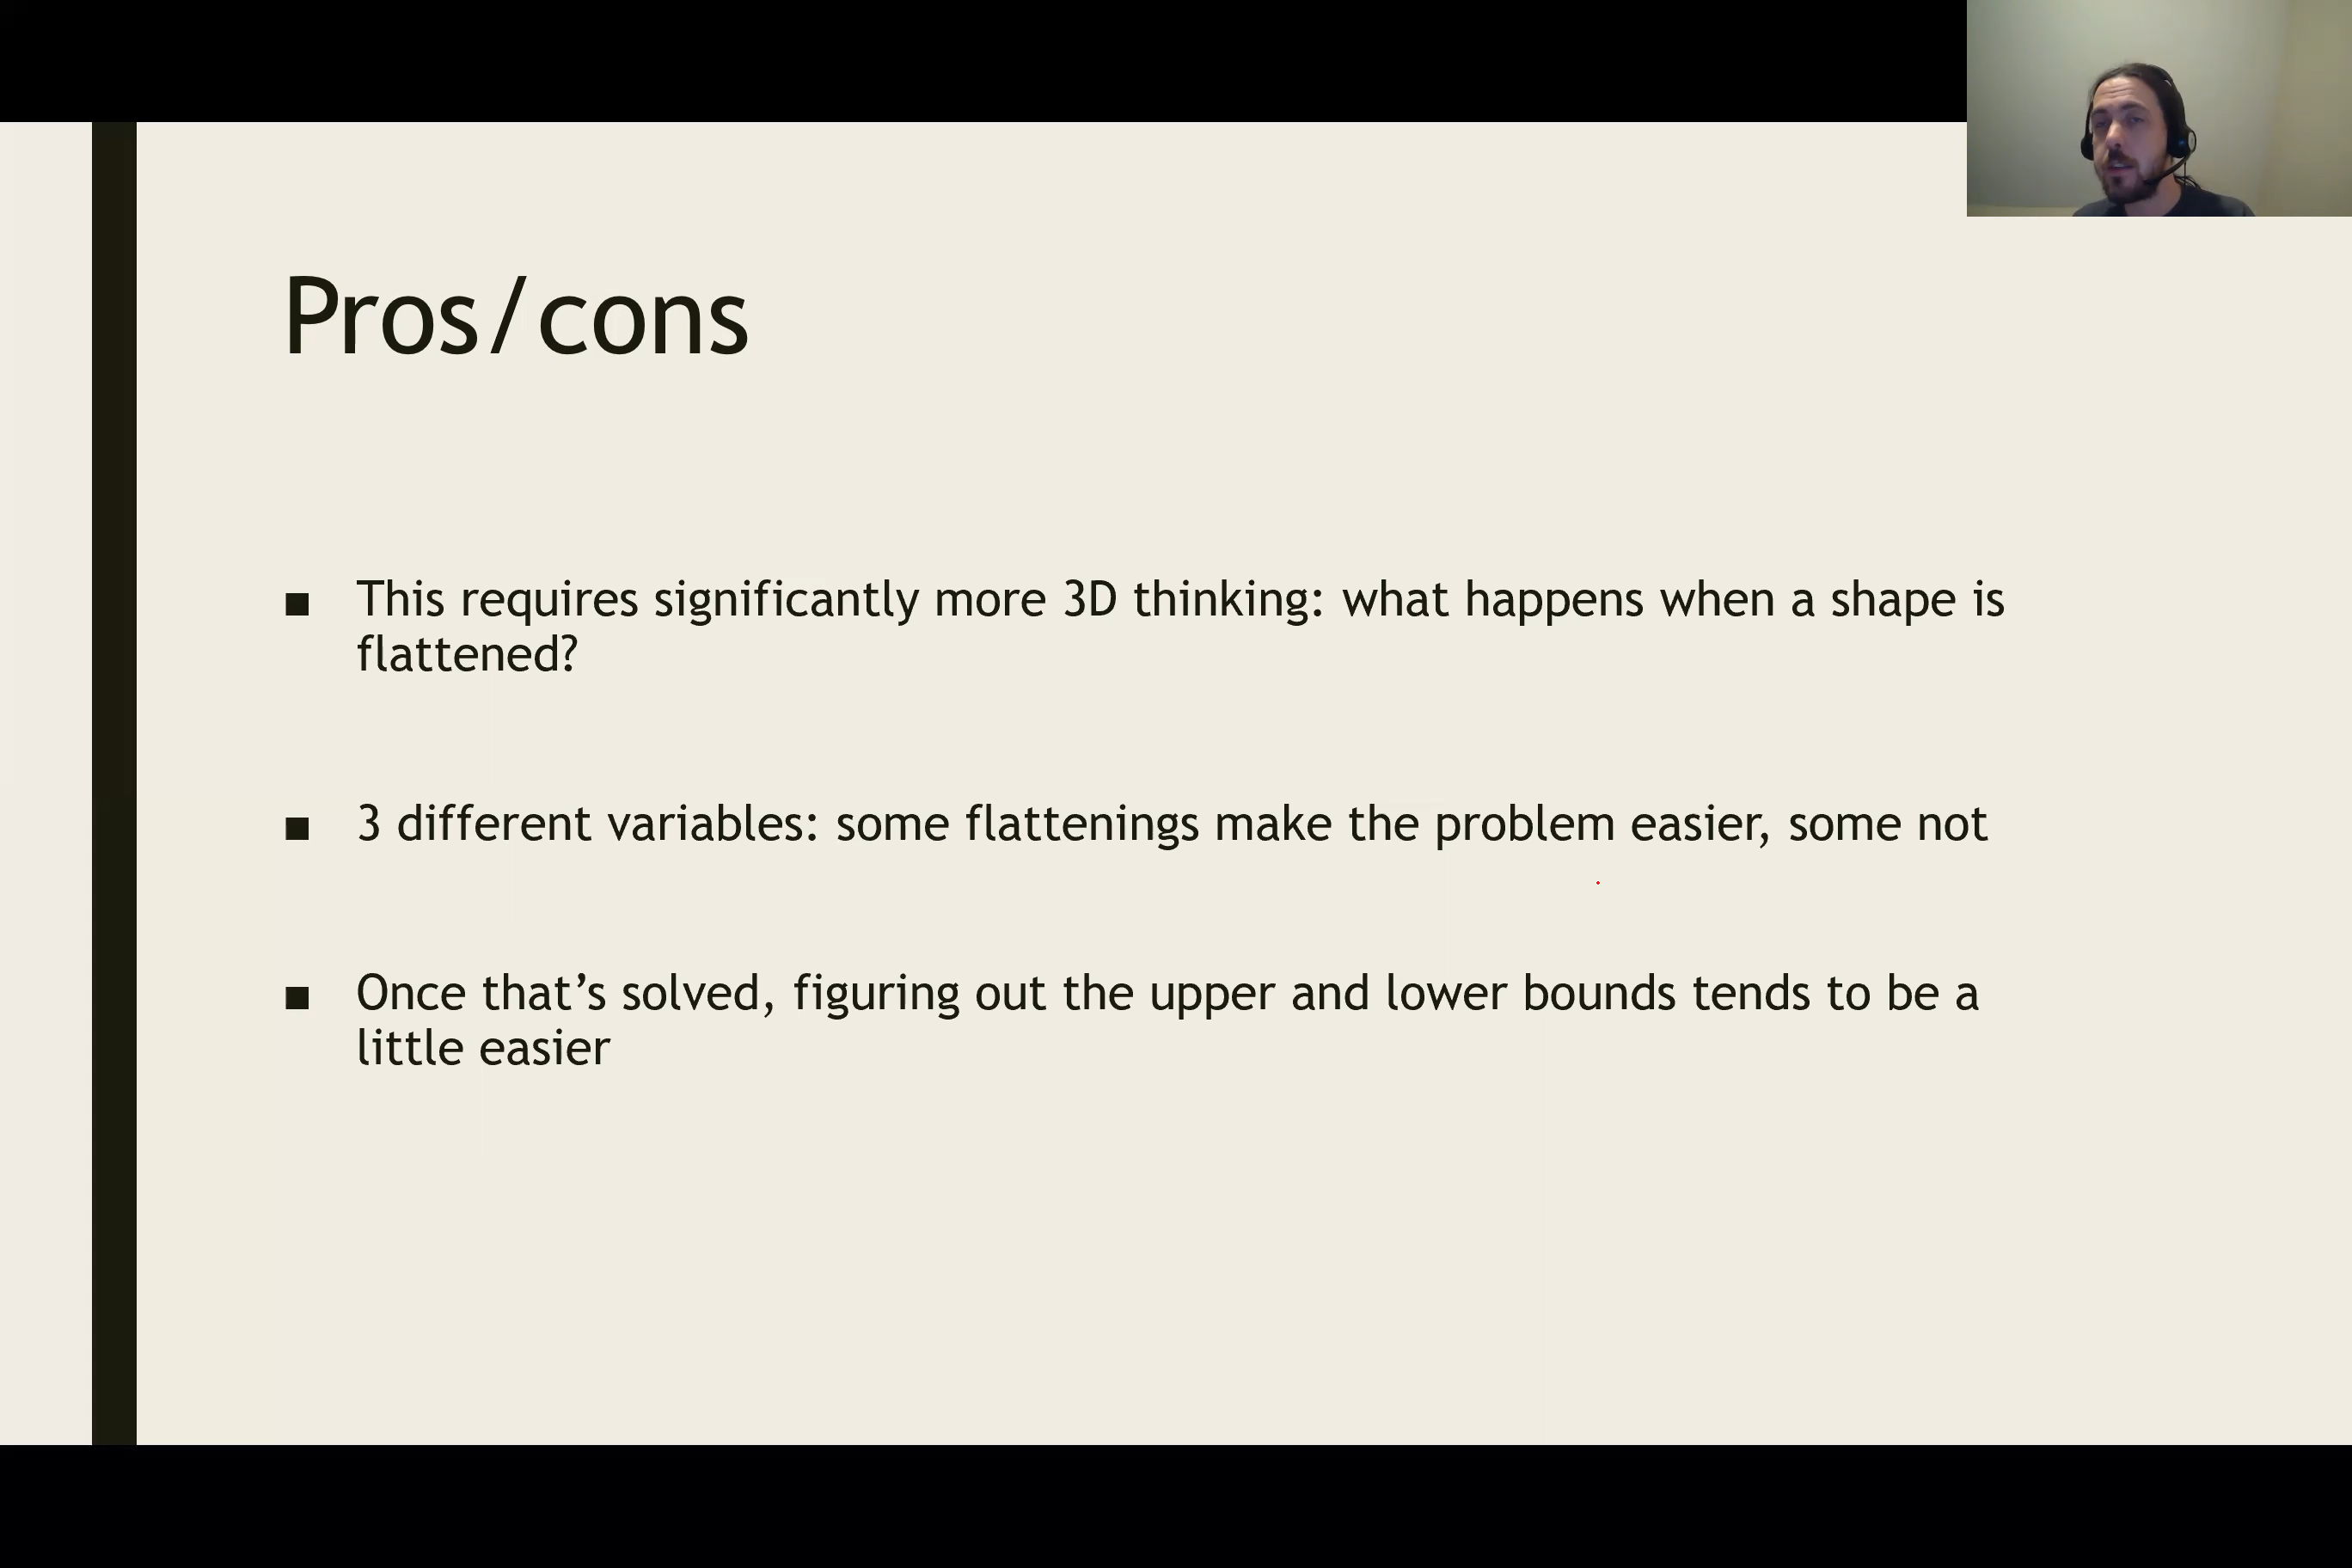 Pros/cons
■ This requires significantly more 3D thinking: what happens when a shape is
flattened?
■ 3 different variables: some flattenings make the problem easier, some not
■ Once that’s solved, figuring out the upper and lower bounds tends to be a
little easier